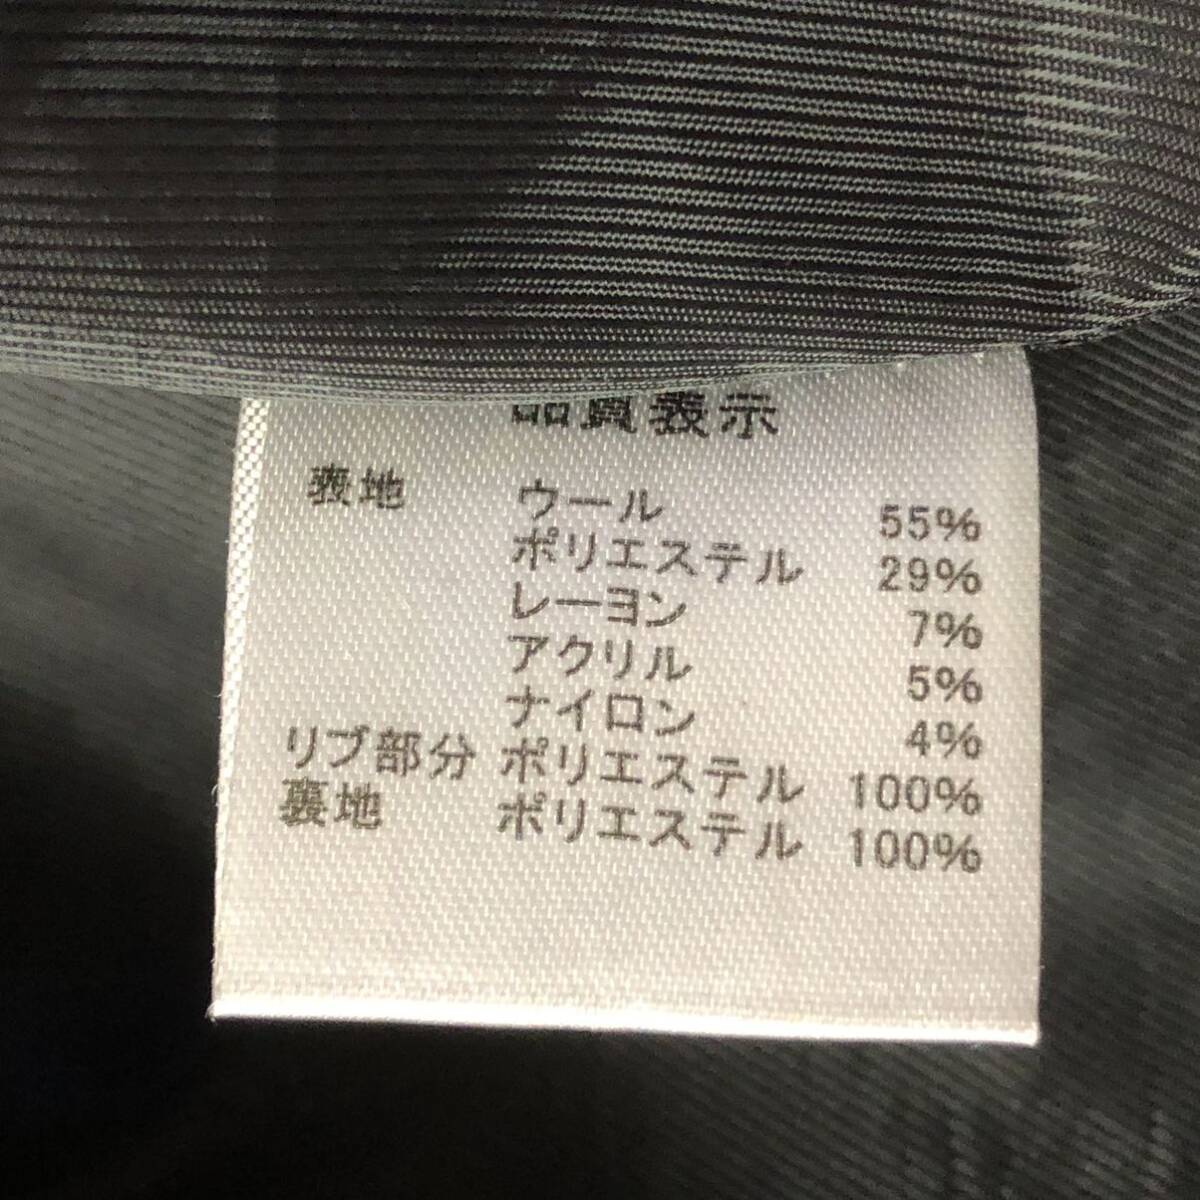 品質表示
表地 ウール 55%
ポリエステル 29%
レーヨン 7%
アクリル 5%
ナイロン 4%
リブ部分 ポリエステル 100%
裏地 ポリエステル 100%